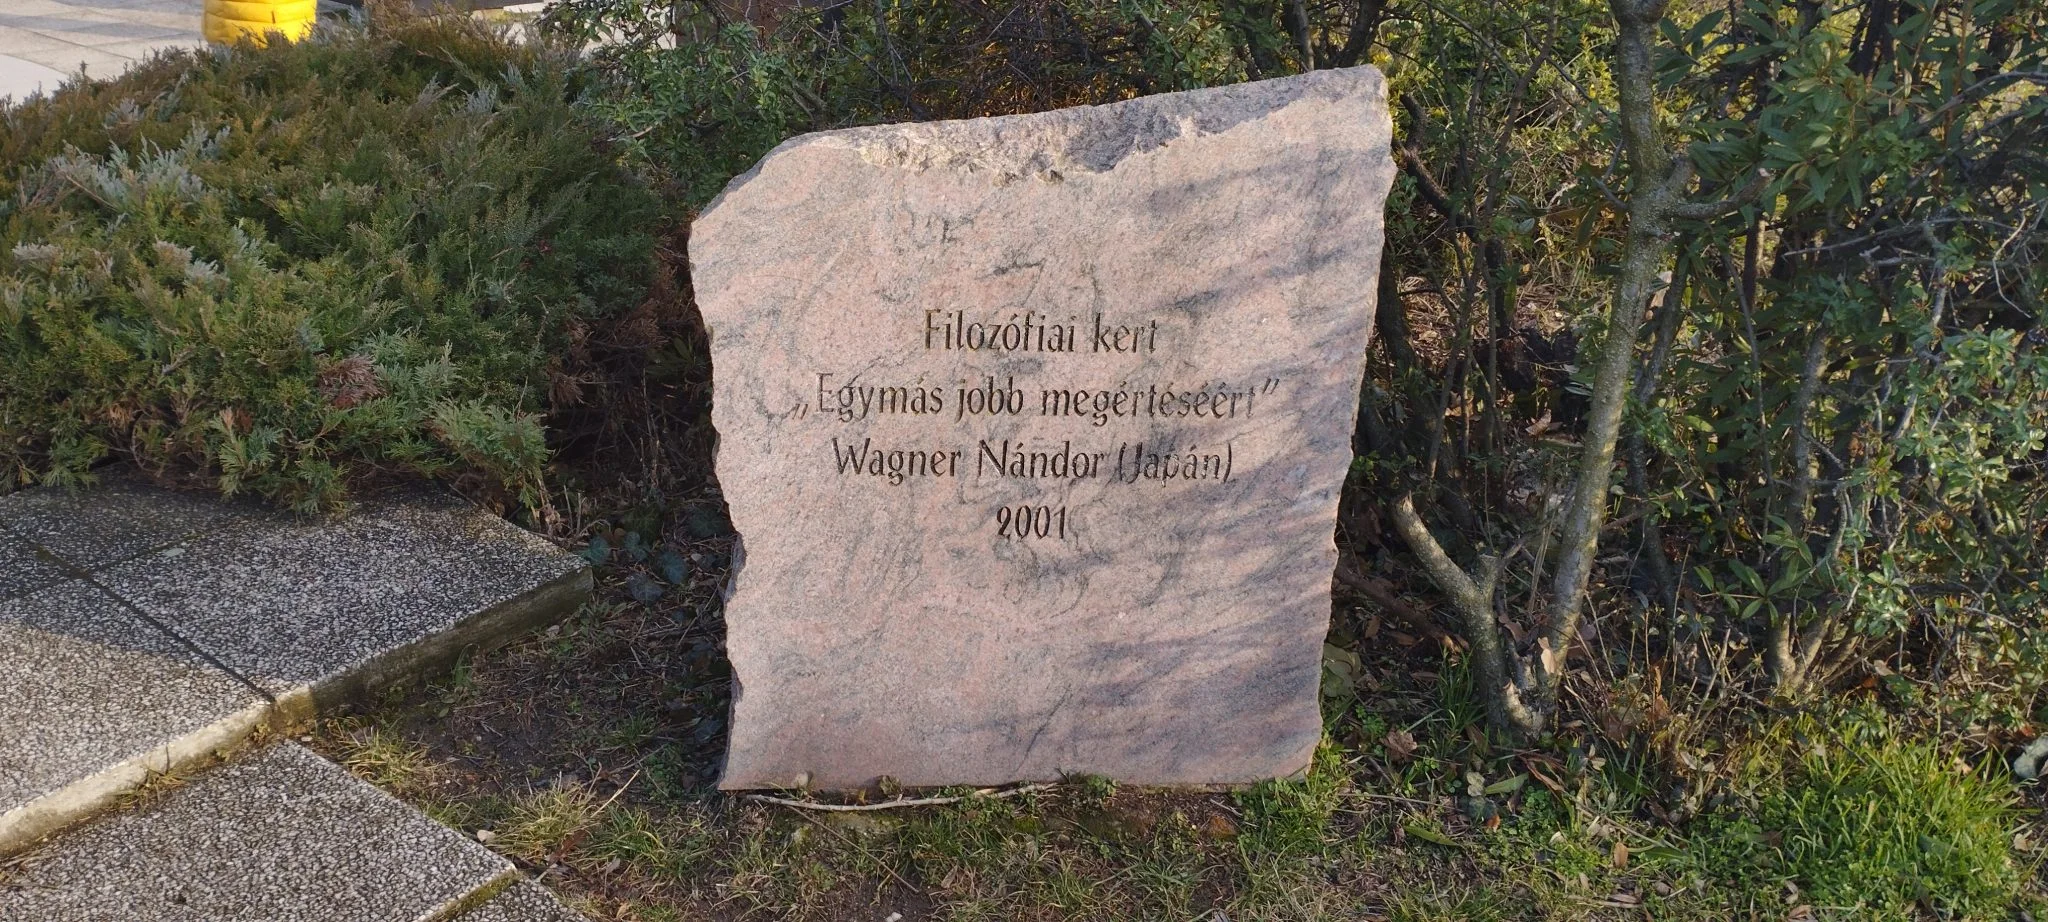 Filozófiai kert
„Egymás jobb megértéséért”
Wagner Nándor (Japán)
2001